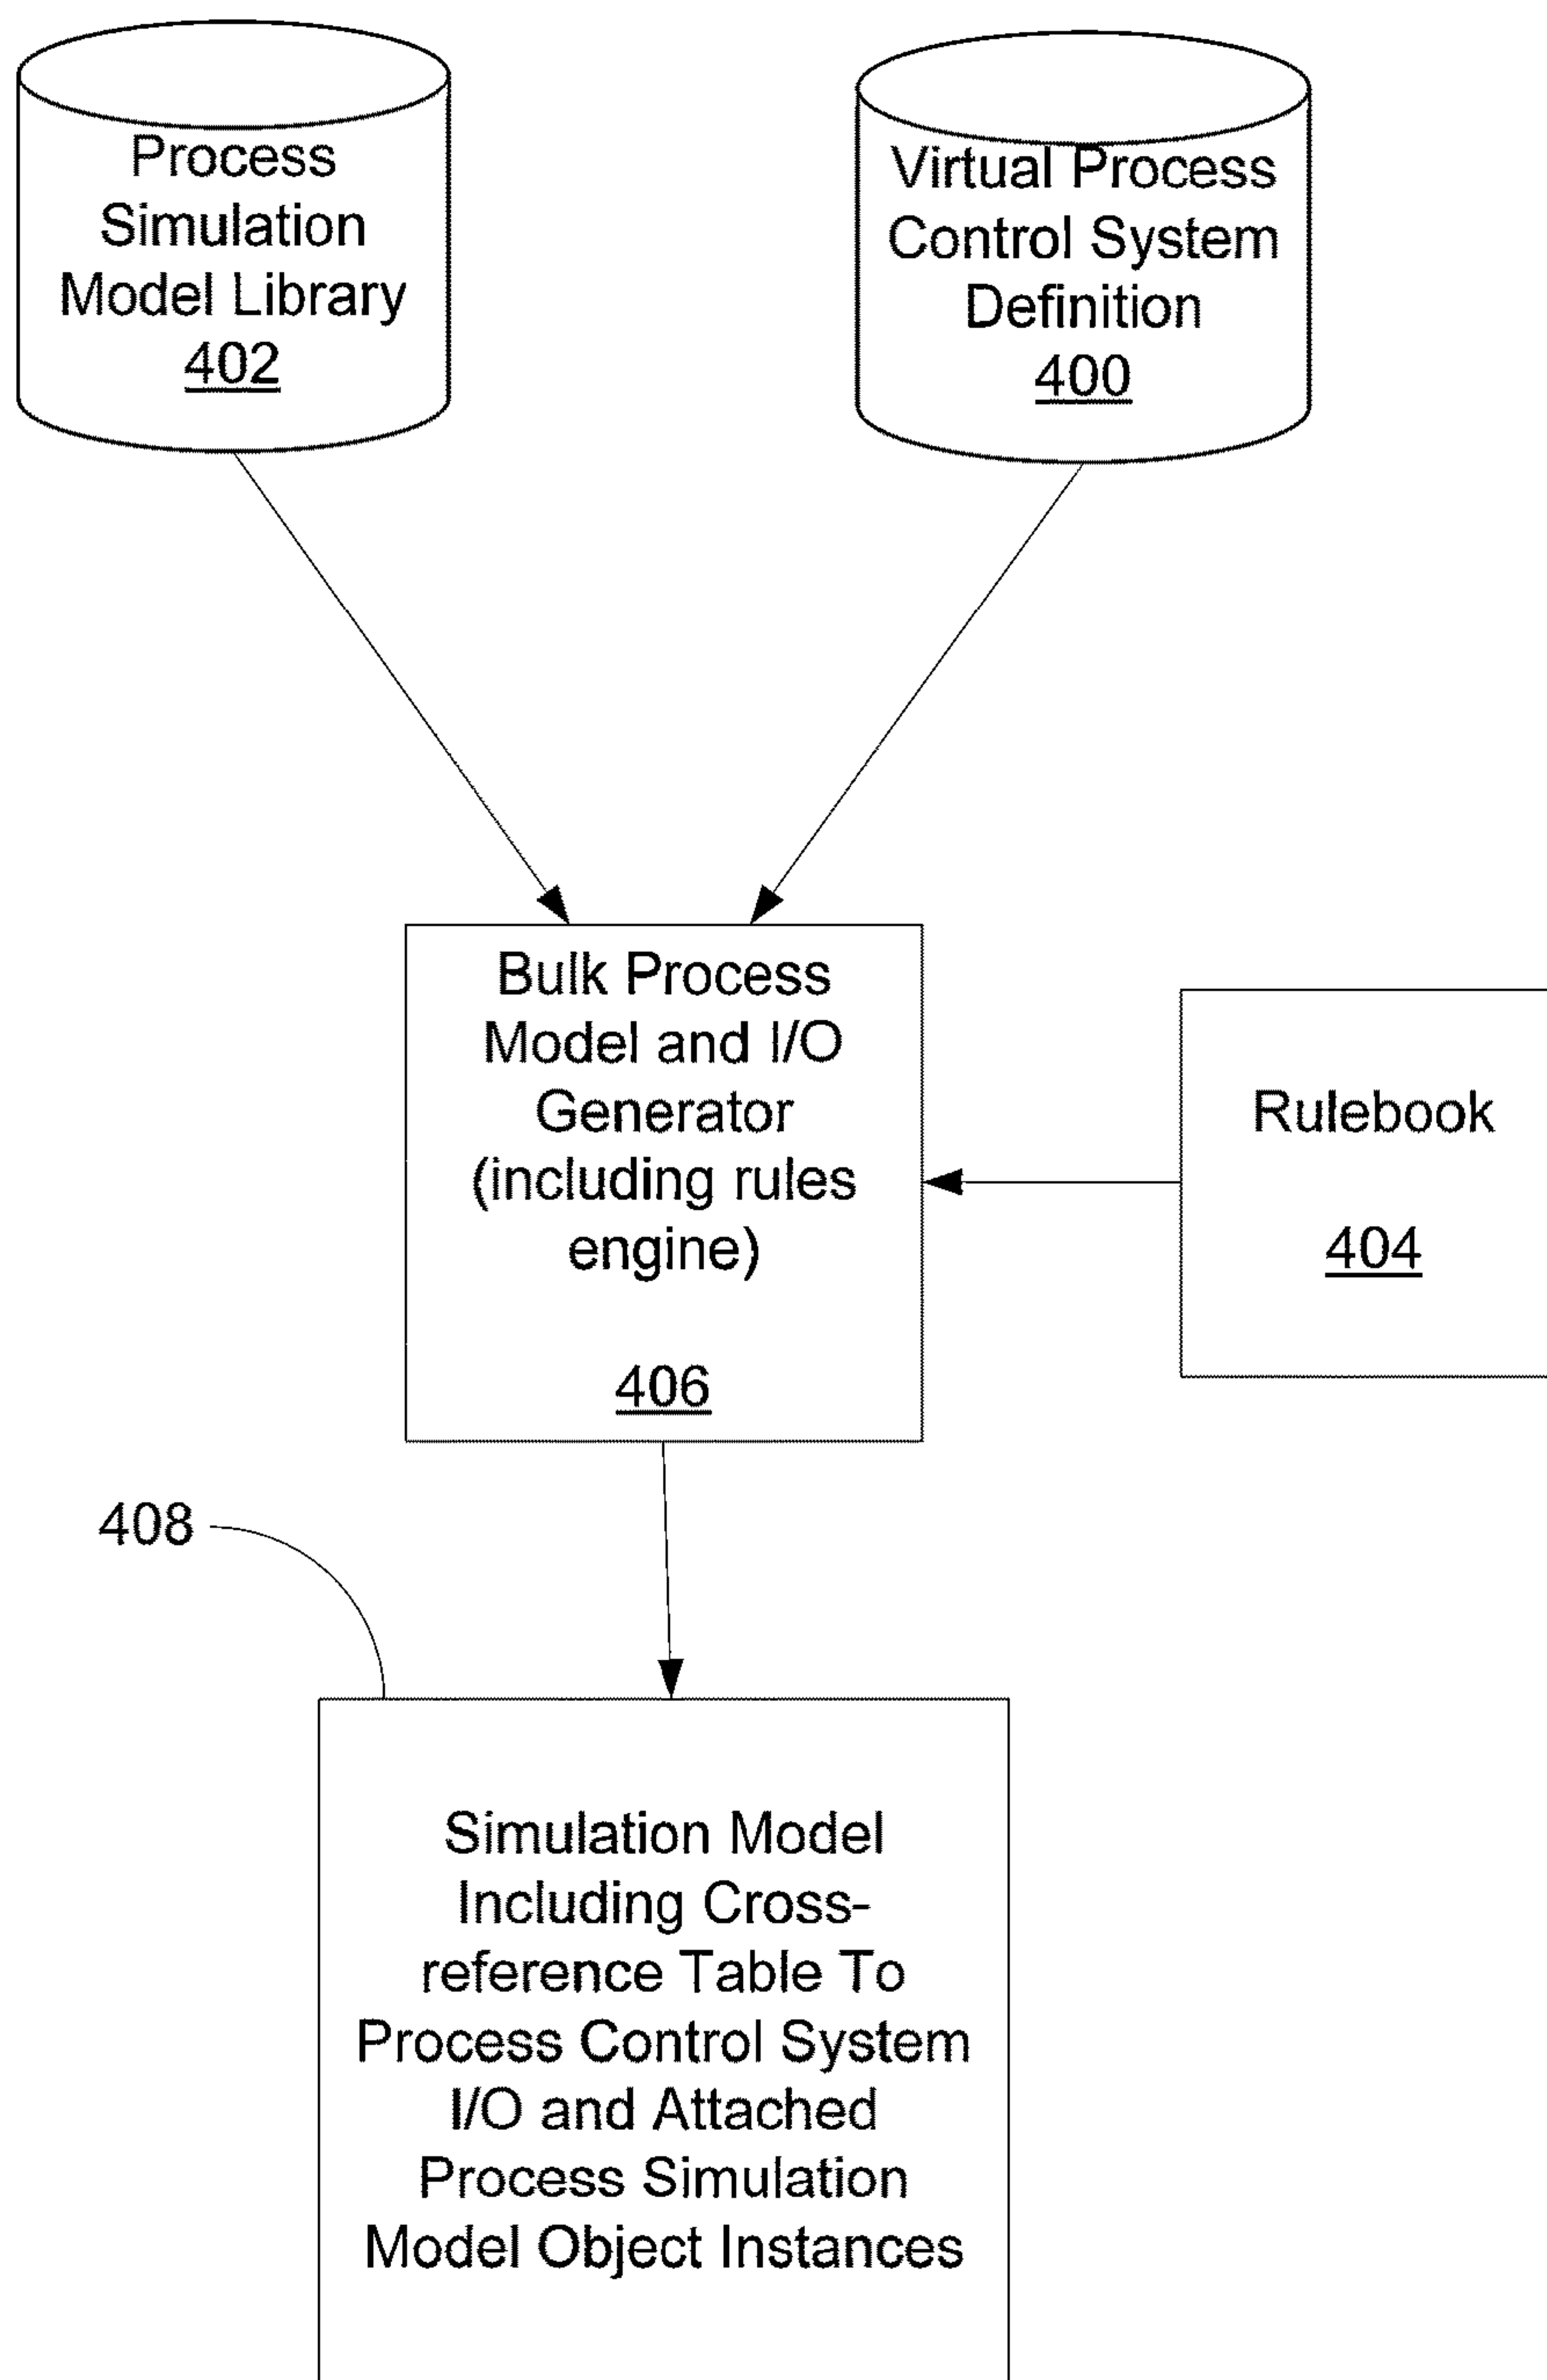 Process
Simulation
Model Library
402
Virtual Process
Control System
Definition
400
Bulk Process
Model and I/O
Generator
(including rules
engine)
406
Rulebook
404
408
Simulation Model
Including Cross-
reference Table To
Process Control System
I/O and Attached
Process Simulation
Model Object Instances